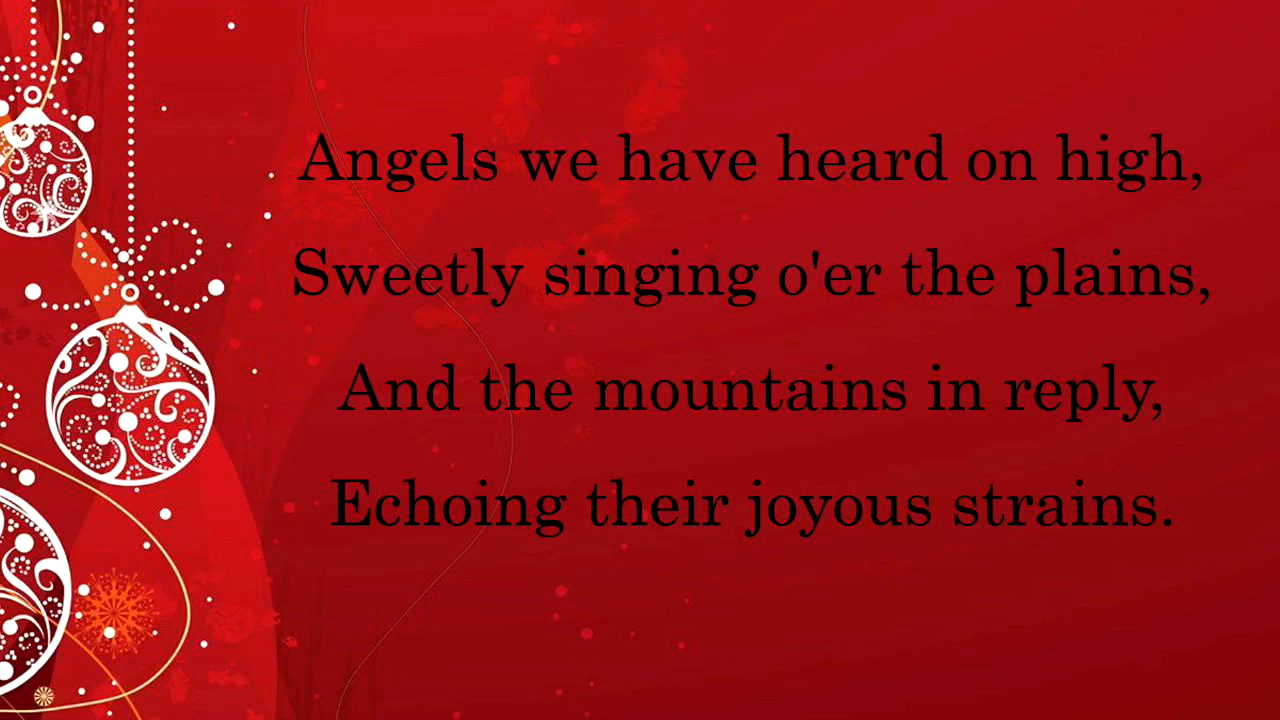 Angels we have heard on high,
Sweetly singing o'er the plains,
And the mountains in reply,
Echoing their joyous strains.